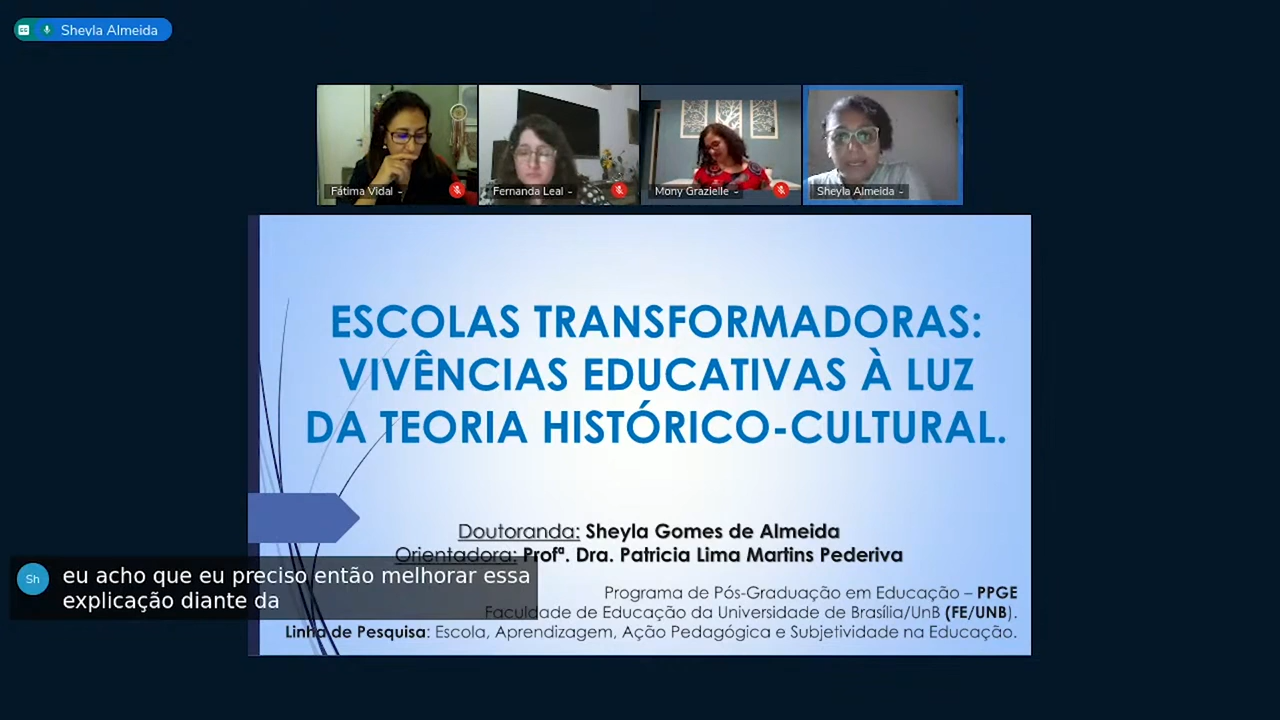 Sheyla Almeida
Fátima Vidal -
Fernanda Leal -
Mony Grazielle -
Sheyla Almeida -
ESCOLAS TRANSFORMADORAS:
VIVÊNCIAS EDUCATIVAS À LUZ
DA TEORIA HISTÓRICO-CULTURAL.
Doutoranda: Sheyla Gomes de Almeida
Orientadora: Profª. Dra. Patricia Lima Martins Pederiva
Sh
eu acho que eu preciso então melhorar essa
explicação diante da
Programa de Pós-Graduação em Educação – PPGE
Faculdade de Educação da Universidade de Brasília/UnB (FE/UNB).
Linha de Pesquisa: Escola, Aprendizagem, Ação Pedagógica e Subjetividade na Educação.